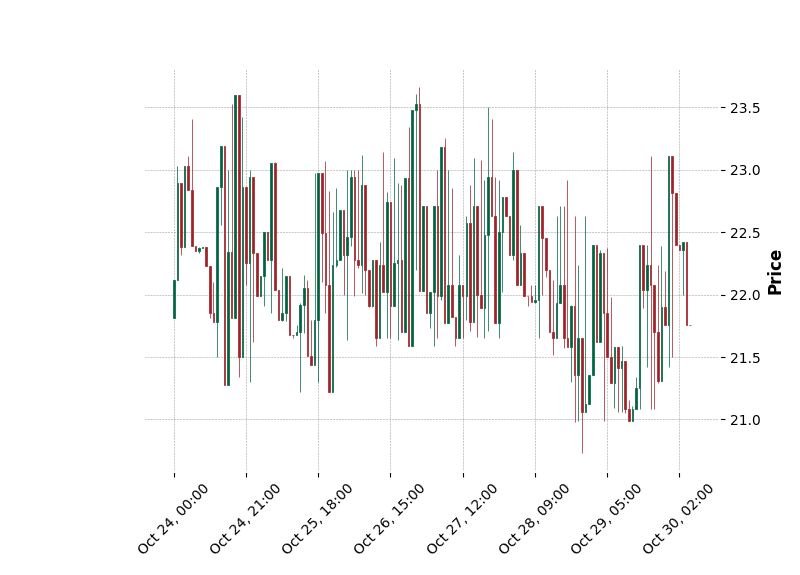 23.5
23.0
22.5
22.0
21.5
21.0
Price
Oct 24, 00:00
Oct 24, 21:00
Oct 25, 18:00
Oct 26, 15:00
Oct 27, 12:00
Oct 28, 09:00
Oct 29, 05:00
Oct 30, 02:00